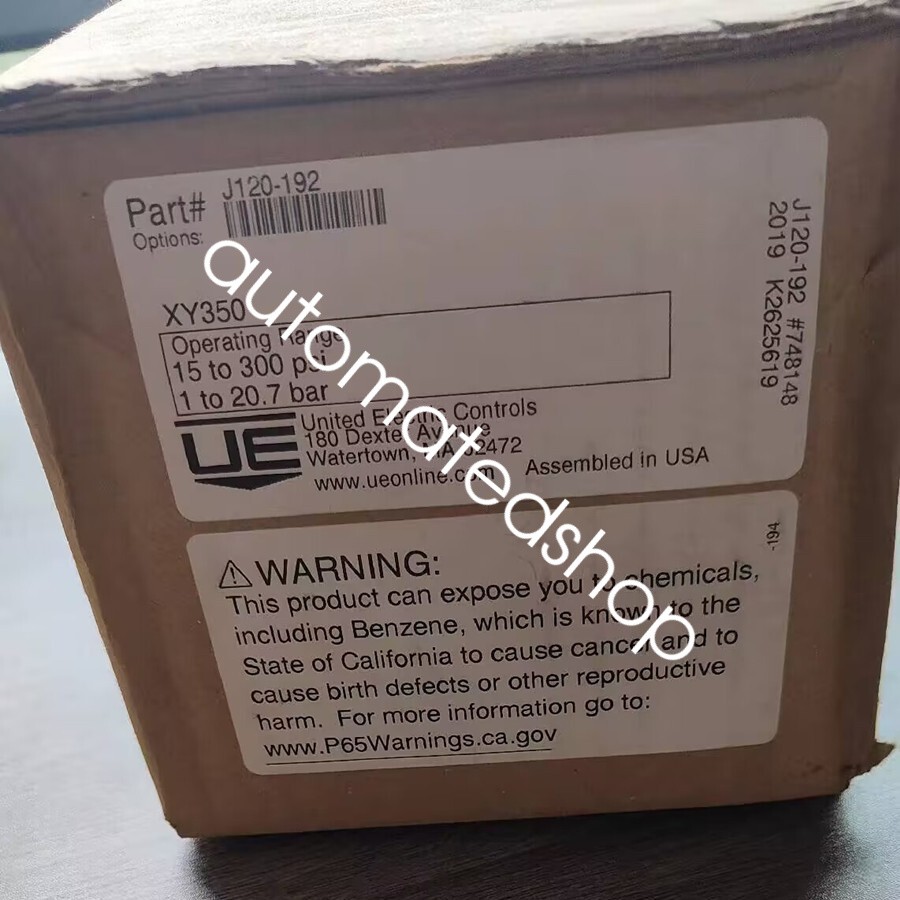 Part# J120-192
Options:
XY350
Operating Range
15 to 300 psi
1 to 20.7 bar
UE
United Electric Controls
180 Dexter Avenue
Watertown, MA 02472
www.ueonline.com
Assembled in USA
J120-192 #748148
2019 K2625619
-194
⚠ WARNING:
This product can expose you to chemicals,
including Benzene, which is known to the
State of California to cause cancer and to
cause birth defects or other reproductive
harm. For more information go to:
www.P65Warnings.ca.gov
automatedshop